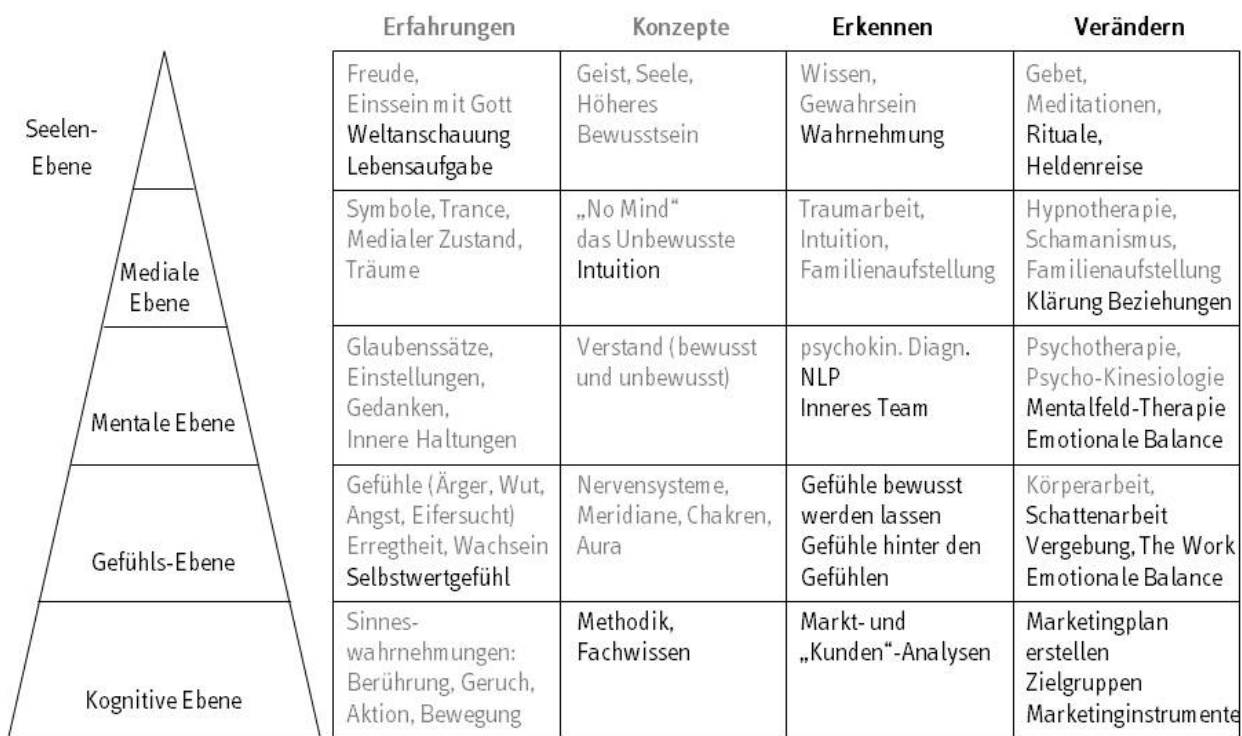 Erfahrungen Konzepte Erkennen Verändern
Seelen-
Ebene
Freude,
Einssein mit Gott
Weltanschauung
Lebensaufgabe
Geist, Seele,
Höheres
Bewusstsein
Wissen,
Gewahrsein
Wahrnehmung
Gebet,
Meditationen,
Rituale,
Heldenreise
Mediale
Ebene
Symbole, Trance,
Medialer Zustand,
Träume
„No Mind“
das Unbewusste
Intuition
Traumarbeit,
Intuition,
Familienaufstellung
Hypnotherapie,
Schamanismus,
Familienaufstellung
Klärung Beziehungen
Mentale Ebene
Glaubenssätze,
Einstellungen,
Gedanken,
Innere Haltungen
Verstand (bewusst
und unbewusst)
psychokin. Diagn.
NLP
Inneres Team
Psychotherapie,
Psycho-Kinesiologie
Mentalfeld-Therapie
Emotionale Balance
Gefühls-Ebene
Gefühle (Ärger, Wut,
Angst, Eifersucht)
Erregtheit, Wachsein
Selbstwertgefühl
Nervensysteme,
Meridiane, Chakren,
Aura
Gefühle bewusst
werden lassen
Gefühle hinter den
Gefühlen
Körperarbeit,
Schattenarbeit
Vergebung, The Work
Emotionale Balance
Kognitive Ebene
Sinnes-
wahrnehmungen:
Berührung, Geruch,
Aktion, Bewegung
Methodik,
Fachwissen
Markt- und
„Kunden“-Analysen
Marketingplan
erstellen
Zielgruppen
Marketinginstrumente